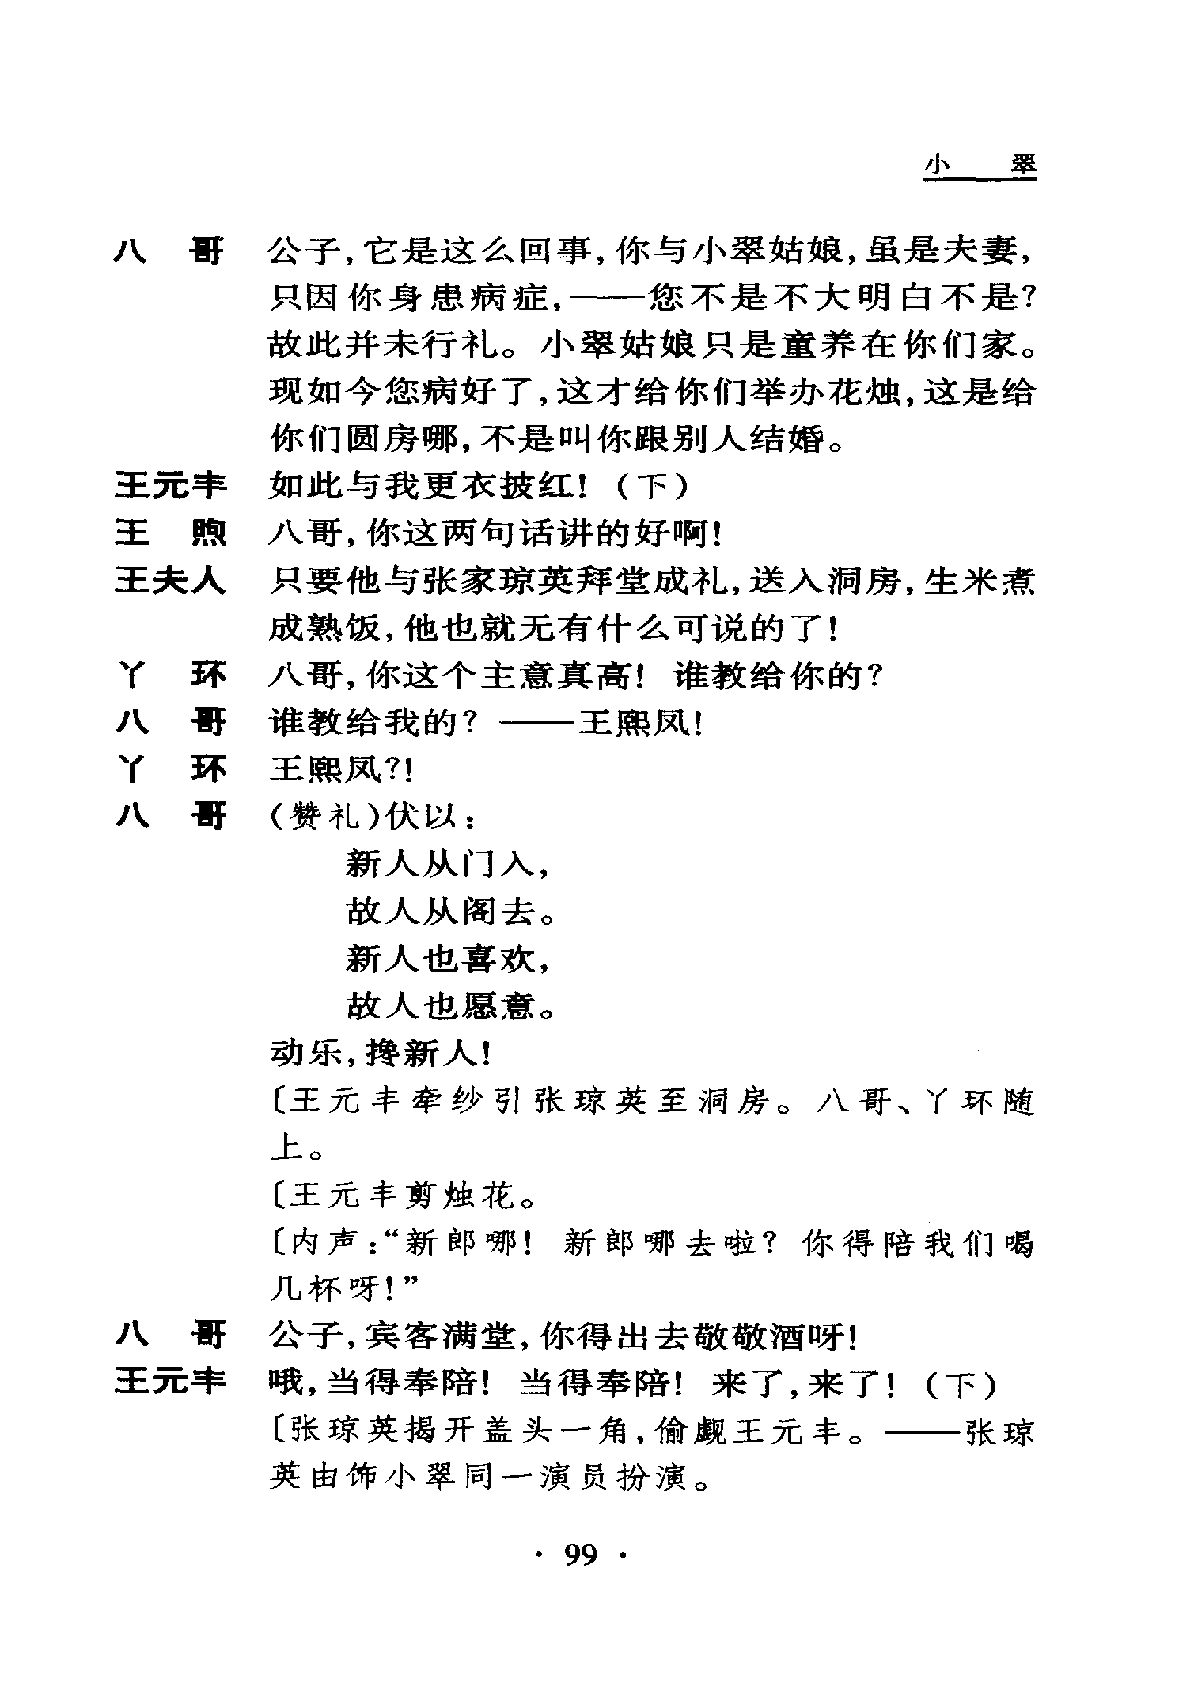 小 翠
八 哥 公子,它是这么回事,你与小翠姑娘,虽是夫妻,
只因你身患病症,——您不是不大明白不是?
故此并未行礼。小翠姑娘只是童养在你们家。
现如今您病好了,这才给你们举办花烛,这是给
你们圆房哪,不是叫你跟别人结婚。
王元丰 如此与我更衣披红!(下)
王 煦 八哥,你这两句话讲的好啊!
王夫人 只要他与张家琼英拜堂成礼,送入洞房,生米煮
成熟饭,他也就无有什么可说的了!
丫 环 八哥,你这个主意真高! 谁教给你的?
八 哥 谁教给我的? ——王熙凤!
丫 环 王熙凤?!
八 哥 (赞礼)伏以:
新人从门入,
故人从阁去。
新人也喜欢,
故人也愿意。
动乐,搀新人!
〔王元丰牵纱引张琼英至洞房。八哥、丫环随
上。
〔王元丰剪烛花。
〔内声:“新郎哪! 新郎哪去啦? 你得陪我们喝
几杯呀!”
八 哥 公子,宾客满堂,你得出去敬敬酒呀!
王元丰 哦,当得奉陪! 当得奉陪! 来了,来了!(下)
〔张琼英揭开盖头一角,偷觑王元丰。——张琼
英由饰小翠同一演员扮演。
· 99 ·